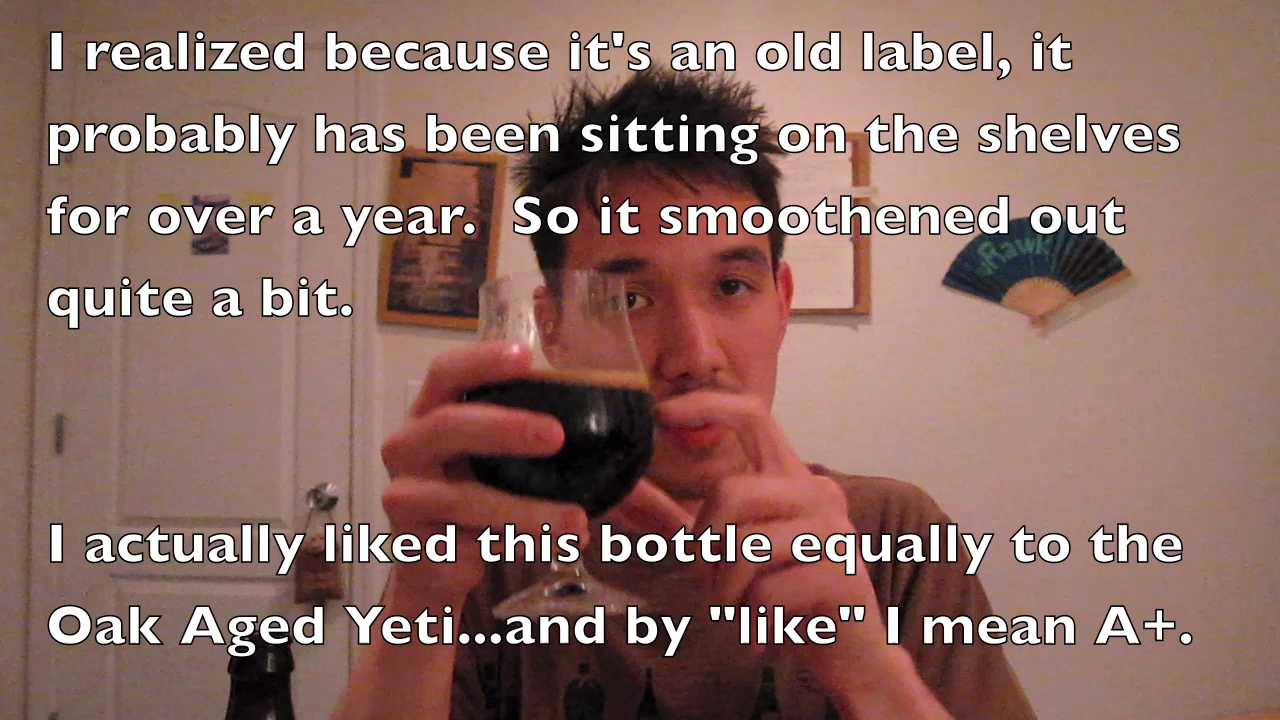 I realized because it's an old label, it
probably has been sitting on the shelves
for over a year.  So it smoothened out
quite a bit.
I actually liked this bottle equally to the
Oak Aged Yeti...and by "like" I mean A+.